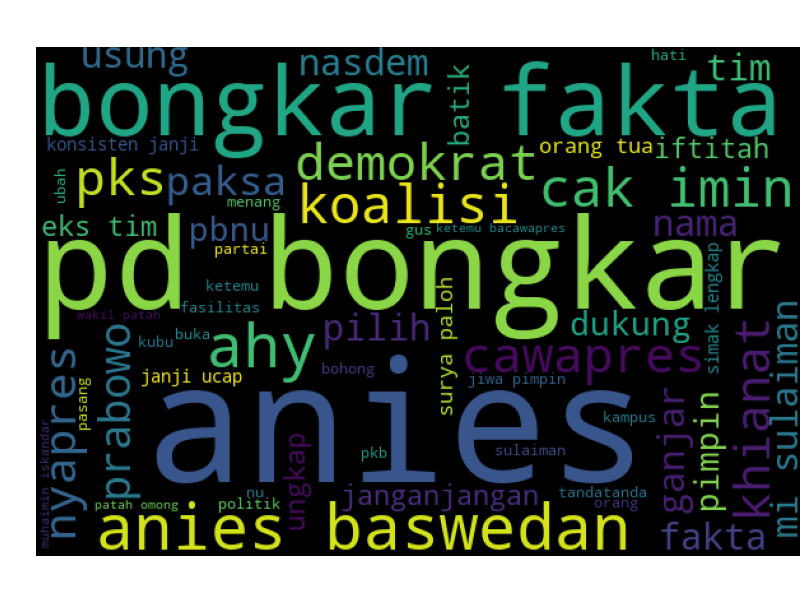 usung
nasdem
hati
tim
bongkar fakta
batik
konsisten janji
orang tua
iftitah
demokrat
pks
paksa
cak imin
ubah
menang
koalisi
eks tim
pbnu
gus
ketemu bacawapres
nama
partai
pd bongkar
simak lengkap
ketemu
surya paloh
fasilitas
wakil patah
mi sulaiman
dukung
pilih
khianat
prabowo
kubu
buka
ahy
cawapres
nyapres
anies
bohong
janji ucap
jiwa pimpin
pasang
ganjar
pimpin
kampus
muhaimin iskandar
ungkap
pkb
sulaiman
nu
janganjangan
tandatanda
patah omong
politik
orang
anies baswedan
fakta